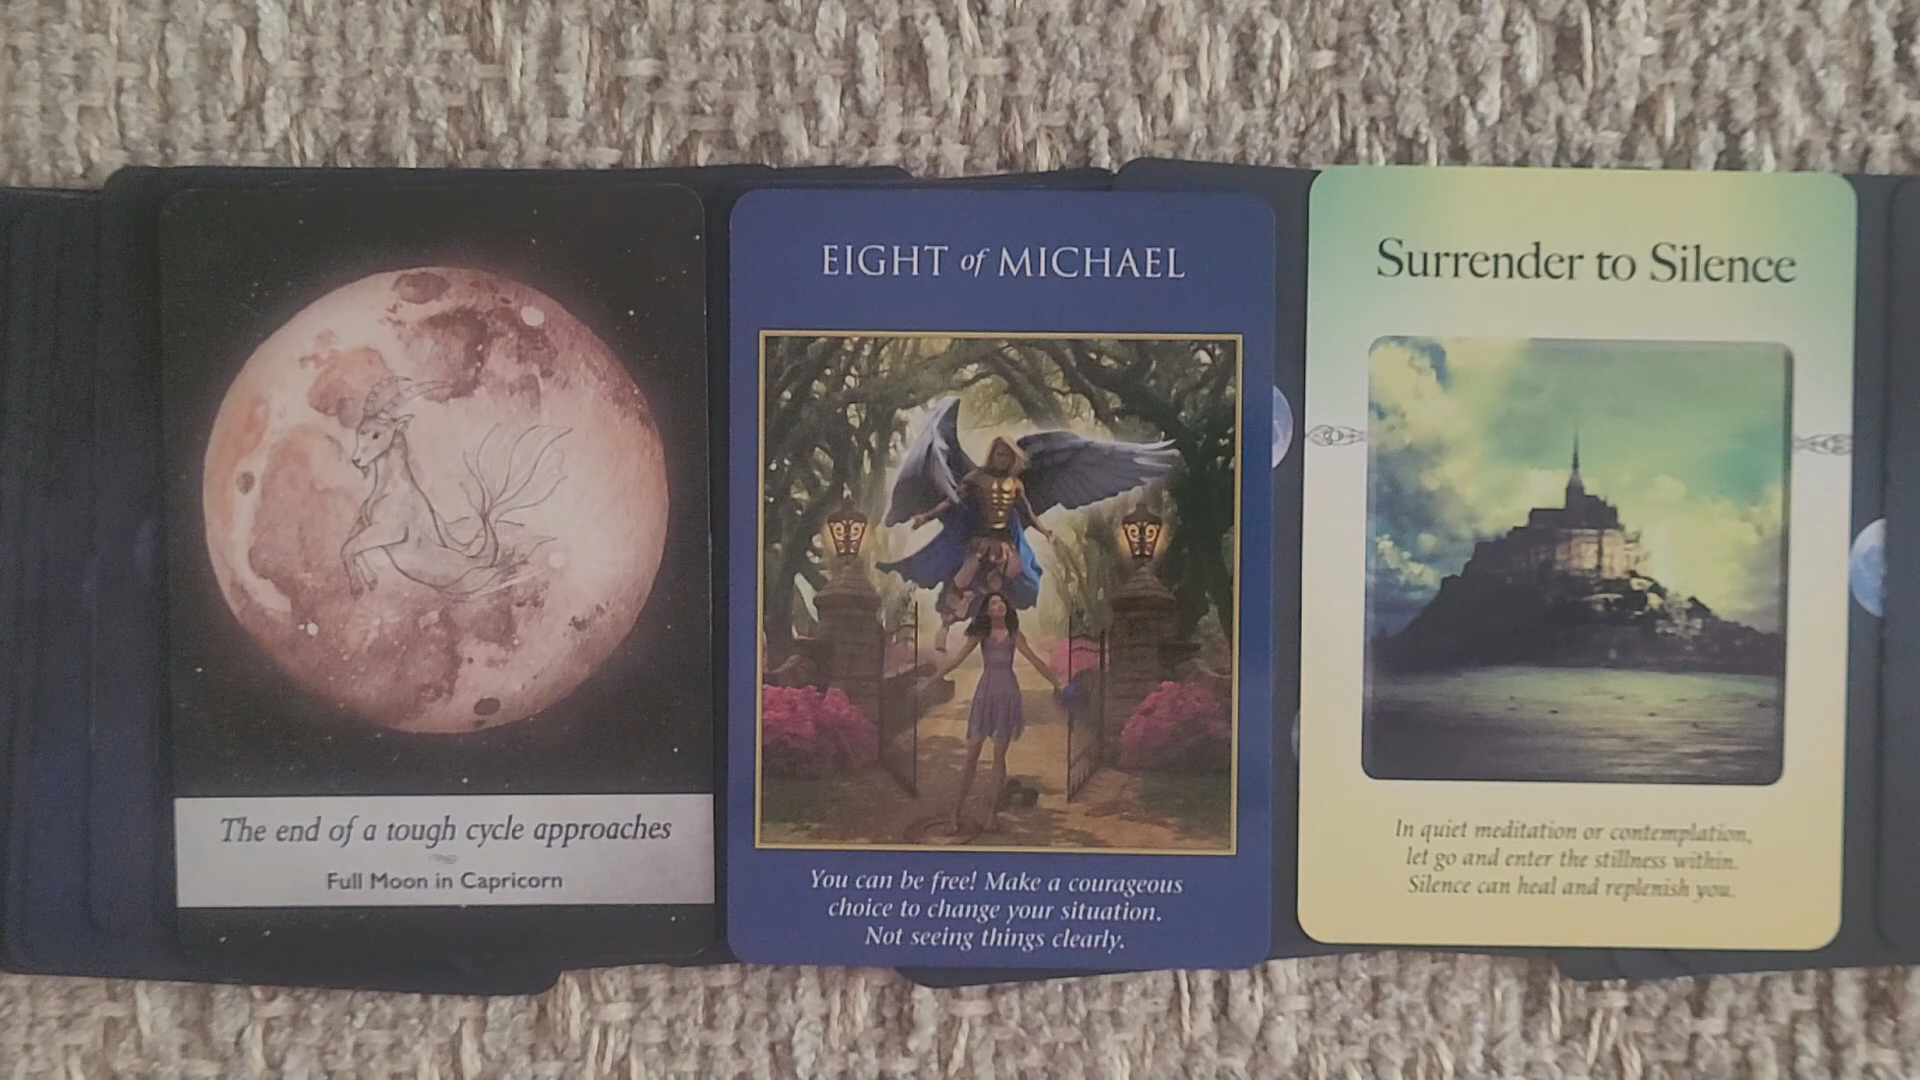 The end of a tough cycle approaches
Full Moon in Capricorn
EIGHT of MICHAEL
You can be free! Make a courageous
choice to change your situation.
Not seeing things clearly.
Surrender to Silence
In quiet meditation or contemplation,
let go and enter the stillness within.
Silence can heal and replenish you.